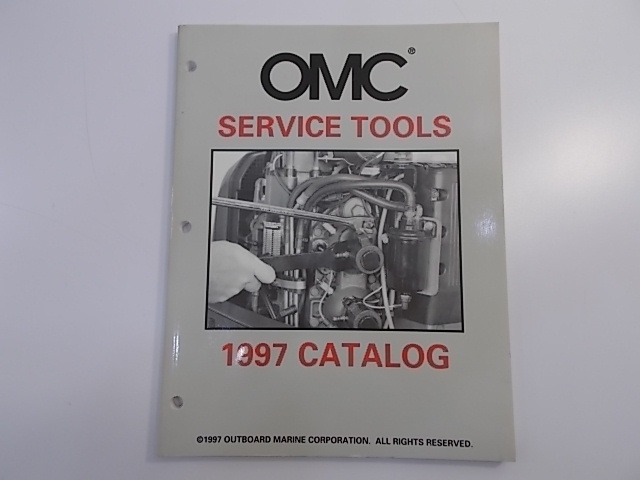 OMC®
SERVICE TOOLS
1997 CATALOG
©1997 OUTBOARD MARINE CORPORATION. ALL RIGHTS RESERVED.